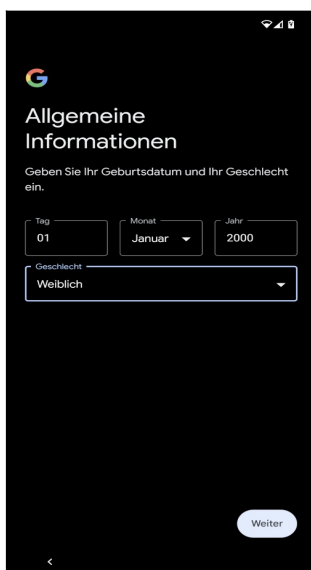 Allgemeine
Informationen
Geben Sie Ihr Geburtsdatum und Ihr Geschlecht
ein.
Tag
Monat
Jahr
01
Januar
2000
Geschlecht
Weiblich
Weiter